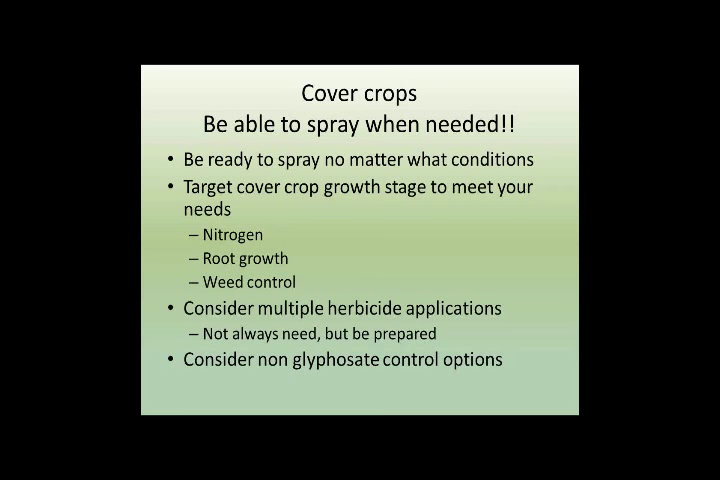 Cover crops
Be able to spray when needed!!
• Be ready to spray no matter what conditions
• Target cover crop growth stage to meet your
needs
– Nitrogen
– Root growth
– Weed control
• Consider multiple herbicide applications
– Not always need, but be prepared
• Consider non glyphosate control options